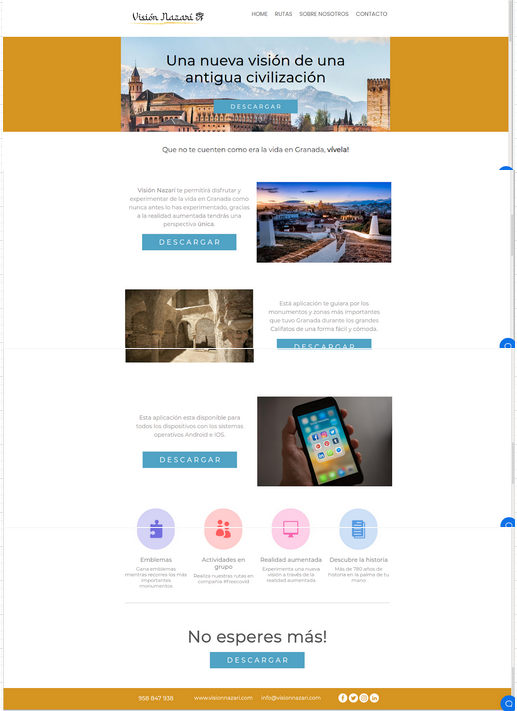 Visión Nazarí
HOME RUTAS SOBRE NOSOTROS CONTACTO
Una nueva visión de una
antigua civilización
DESCARGAR
Que no te cuenten como era la vida en Granada, vívela!
Visión Nazarí te permitirá disfrutar y
experimentar de la vida en Granada como
nunca antes lo has experimentado, gracias
a la realidad aumentada tendrás una
perspectiva única.
DESCARGAR
Esta aplicación te guiara por los
monumentos y zonas más importantes
que tuvo Granada durante los grandes
Califatos de una forma fácil y cómoda.
DESCARGAR
Esta aplicación esta disponible para
todos los dispositivos con los sistemas
operativos Android e IOS.
DESCARGAR
Emblemas
Gana emblemas
mientras recorres los más
importantes
monumentos.
Actividades en
grupo
Realice nuestras rutas en
compañía #freecovid
Realidad aumentada
Experimenta una nueva
visión a través de la
realidad aumentada
Descubre la historia
Más de 780 años de
historia en la palma de tu
mano
No esperes más!
DESCARGAR
958 847 938 www.visionnazari.com info@visionnazari.com